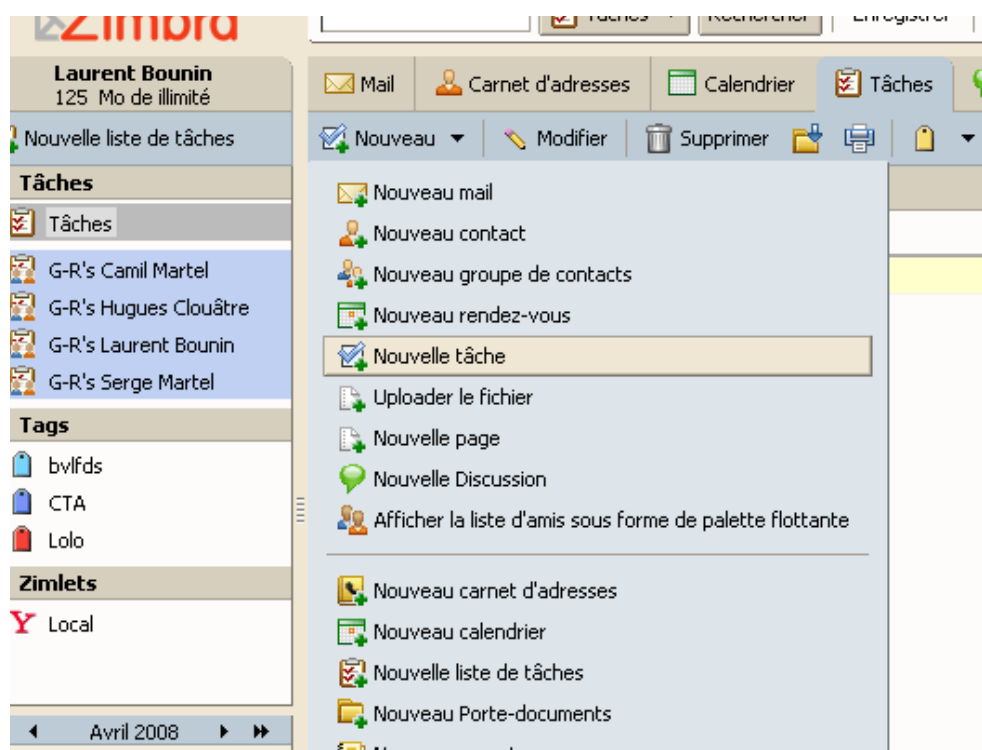 Zimbra
Tâches
Rechercher
Enregistrer
Laurent Bounin
125 Mo de illimité
Mail
Carnet d'adresses
Calendrier
Tâches
Nouvelle liste de tâches
Nouveau
Modifier
Supprimer
Tâches
Tâches
G-R's Camil Martel
G-R's Hugues Clouâtre
G-R's Laurent Bounin
G-R's Serge Martel
Tags
bvlfds
CTA
Lolo
Zimlets
Local
Avril 2008
Nouveau mail
Nouveau contact
Nouveau groupe de contacts
Nouveau rendez-vous
Nouvelle tâche
Uploader le fichier
Nouvelle page
Nouvelle Discussion
Afficher la liste d'amis sous forme de palette flottante
Nouveau carnet d'adresses
Nouveau calendrier
Nouvelle liste de tâches
Nouveau Porte-documents